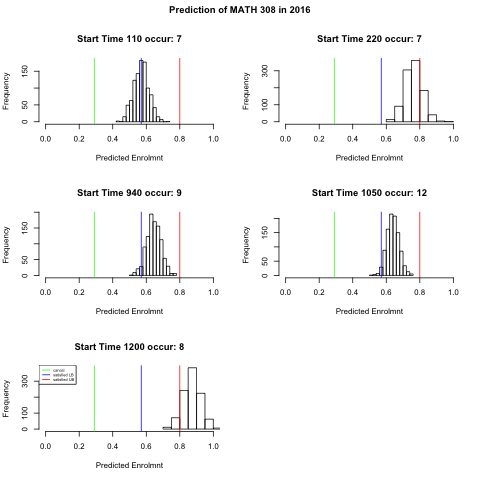 Prediction of MATH 308 in 2016
Start Time 110 occur: 7
Frequency
0 50 150
0.0 0.2 0.4 0.6 0.8 1.0
Predicted Enrolmnt
Start Time 220 occur: 7
Frequency
0 100 300
0.0 0.2 0.4 0.6 0.8 1.0
Predicted Enrolmnt
Start Time 940 occur: 9
Frequency
0 50 150
0.0 0.2 0.4 0.6 0.8 1.0
Predicted Enrolmnt
Start Time 1050 occur: 12
Frequency
0 50 150
0.0 0.2 0.4 0.6 0.8 1.0
Predicted Enrolmnt
Start Time 1200 occur: 8
Frequency
0 100 300
0.0 0.2 0.4 0.6 0.8 1.0
Predicted Enrolmnt
satisfied LB
satisfied UB